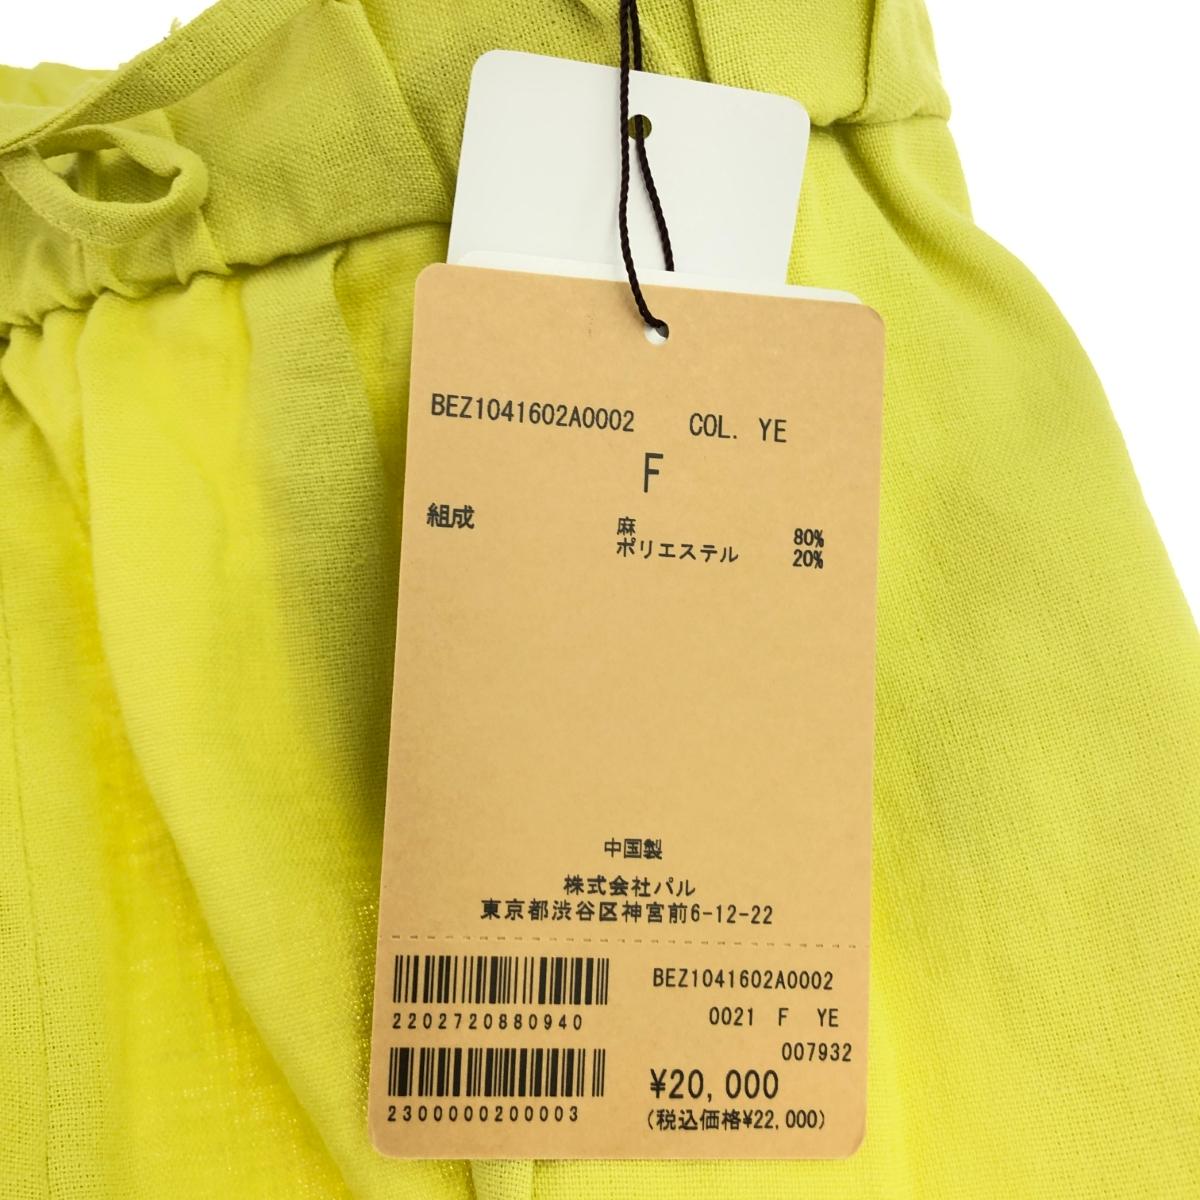 BEZ1041602A0002 COL. YE
F
組成 麻 80%
ポリエステル 20%
中国製
株式会社パル
東京都渋谷区神宮前6-12-22
BEZ1041602A0002
2202720880940 0021 F YE
007932
¥20,000
2300000200003 (税込価格¥22,000)